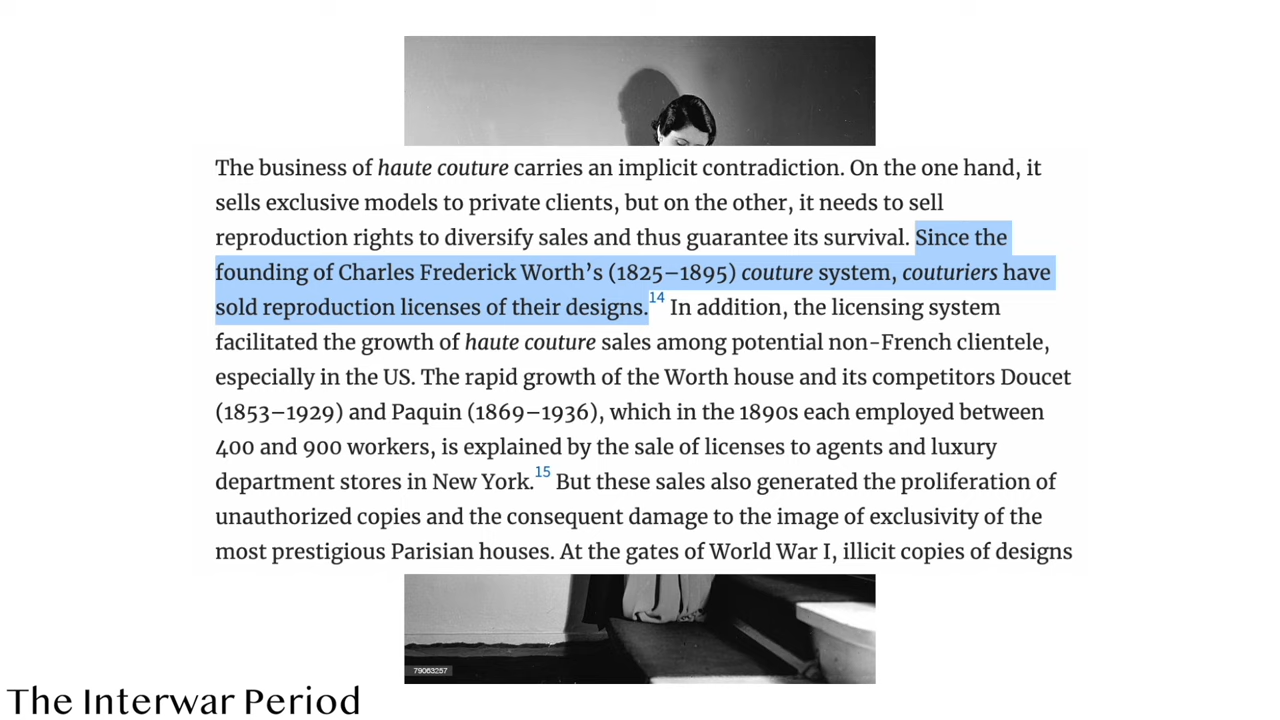 The business of haute couture carries an implicit contradiction. On the one hand, it
sells exclusive models to private clients, but on the other, it needs to sell
reproduction rights to diversify sales and thus guarantee its survival. Since the
founding of Charles Frederick Worth’s (1825–1895) couture system, couturiers have
sold reproduction licenses of their designs.14 In addition, the licensing system
facilitated the growth of haute couture sales among potential non-French clientele,
especially in the US. The rapid growth of the Worth house and its competitors Doucet
(1853–1929) and Paquin (1869–1936), which in the 1890s each employed between
400 and 900 workers, is explained by the sale of licenses to agents and luxury
department stores in New York.15 But these sales also generated the proliferation of
unauthorized copies and the consequent damage to the image of exclusivity of the
most prestigious Parisian houses. At the gates of World War I, illicit copies of designs
79063257
The Interwar Period